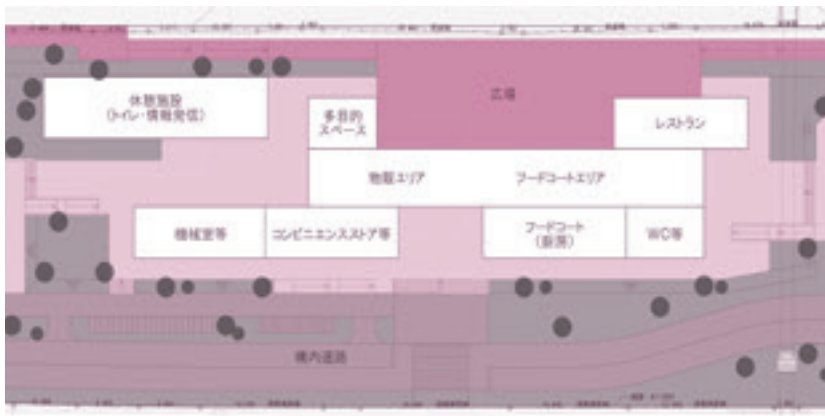 休憩施設
(トイレ・情報発信)
多目的
スペース
広場
レストラン
物販エリア
フードコートエリア
機械室等
コンビニエンスストア等
フードコート
(厨房)
WC等
構内道路